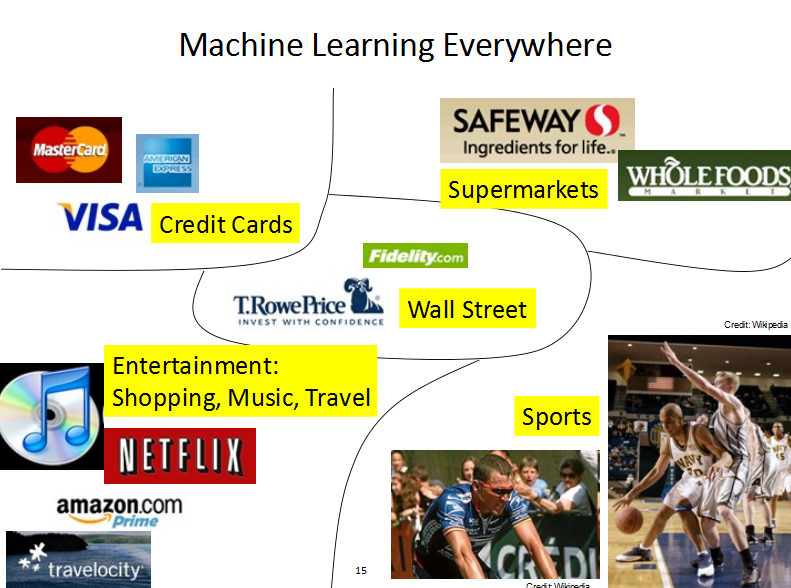 Machine Learning Everywhere
MasterCard
AMERICAN
EXPRESS
VISA
Credit Cards
SAFEWAY
Ingredients for life.
Supermarkets
WHOLE FOODS
MARKET
Fidelity.com
T.RowePrice
INVEST WITH CONFIDENCE
Wall Street
Entertainment:
Shopping, Music, Travel
NETFLIX
amazon.com
Prime
travelocity
Sports
Credit: Wikipedia
NAVY
CRÉDI
15
Credit: Wikipedia